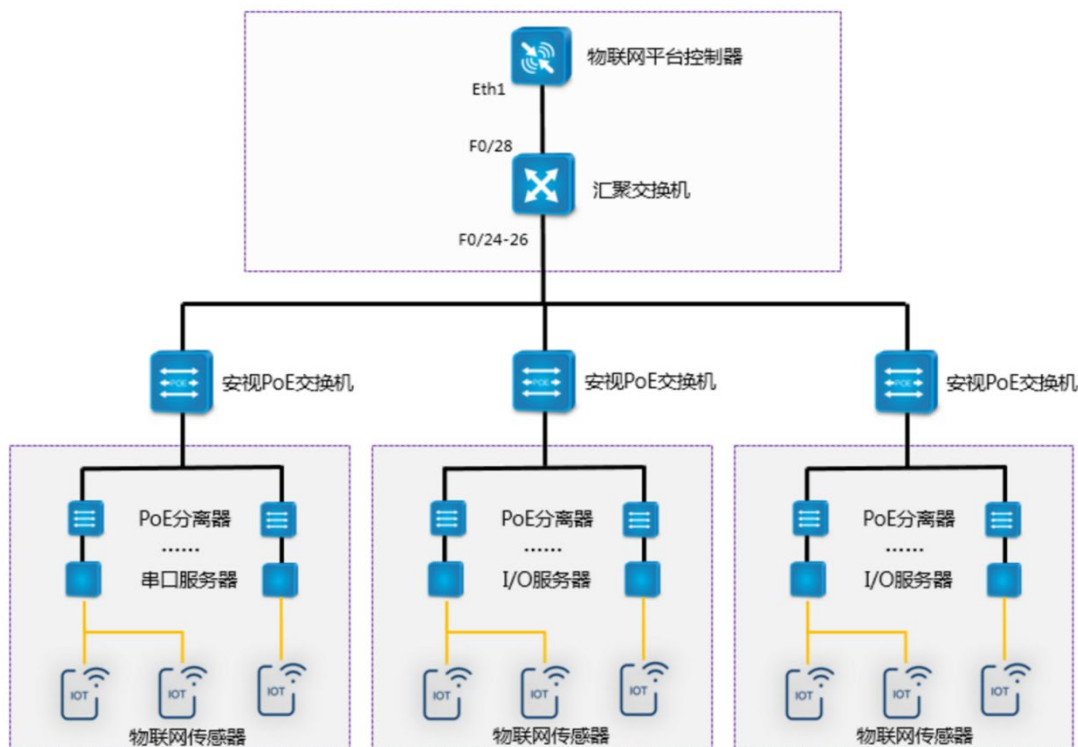 物联网平台控制器
Eth1
F0/28
汇聚交换机
F0/24-26
安视PoE交换机
安视PoE交换机
安视PoE交换机
POE
POE
POE
PoE分离器
PoE分离器
PoE分离器
......
......
......
串口服务器
I/O服务器
I/O服务器
IOT
IOT
IOT
IOT
IOT
IOT
IOT
IOT
IOT
物联网传感器
物联网传感器
物联网传感器